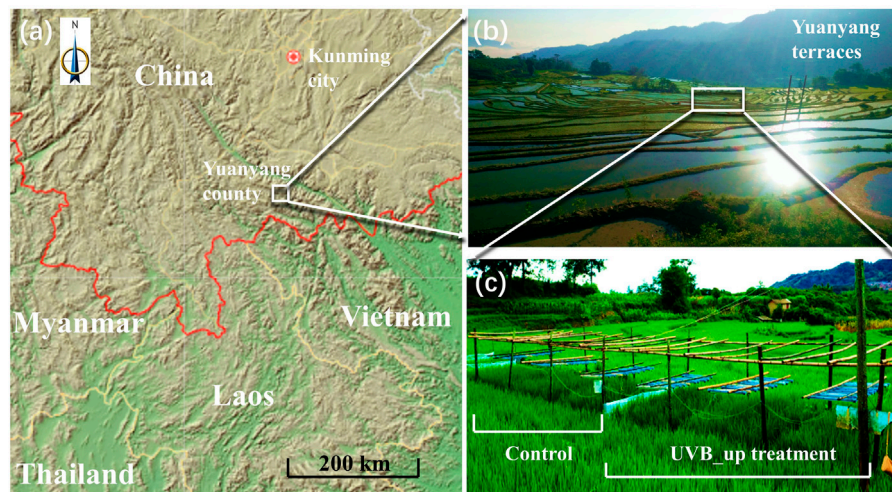 (a)
N
China
Kunming
city
Yuanyang
county
Myanmar
Vietnam
Laos
Thailand
200 km
(b)
Yuanyang
terraces
(c)
Control
UVB_up treatment